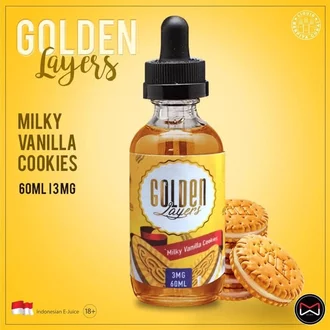 GOLDEN
Layers
MILKY
VANILLA
COOKIES
60ML | 3MG
GOLDEN
Layers
Milky Vanilla Cookies
3MG
60ML
Indonesian E-Juice
18+